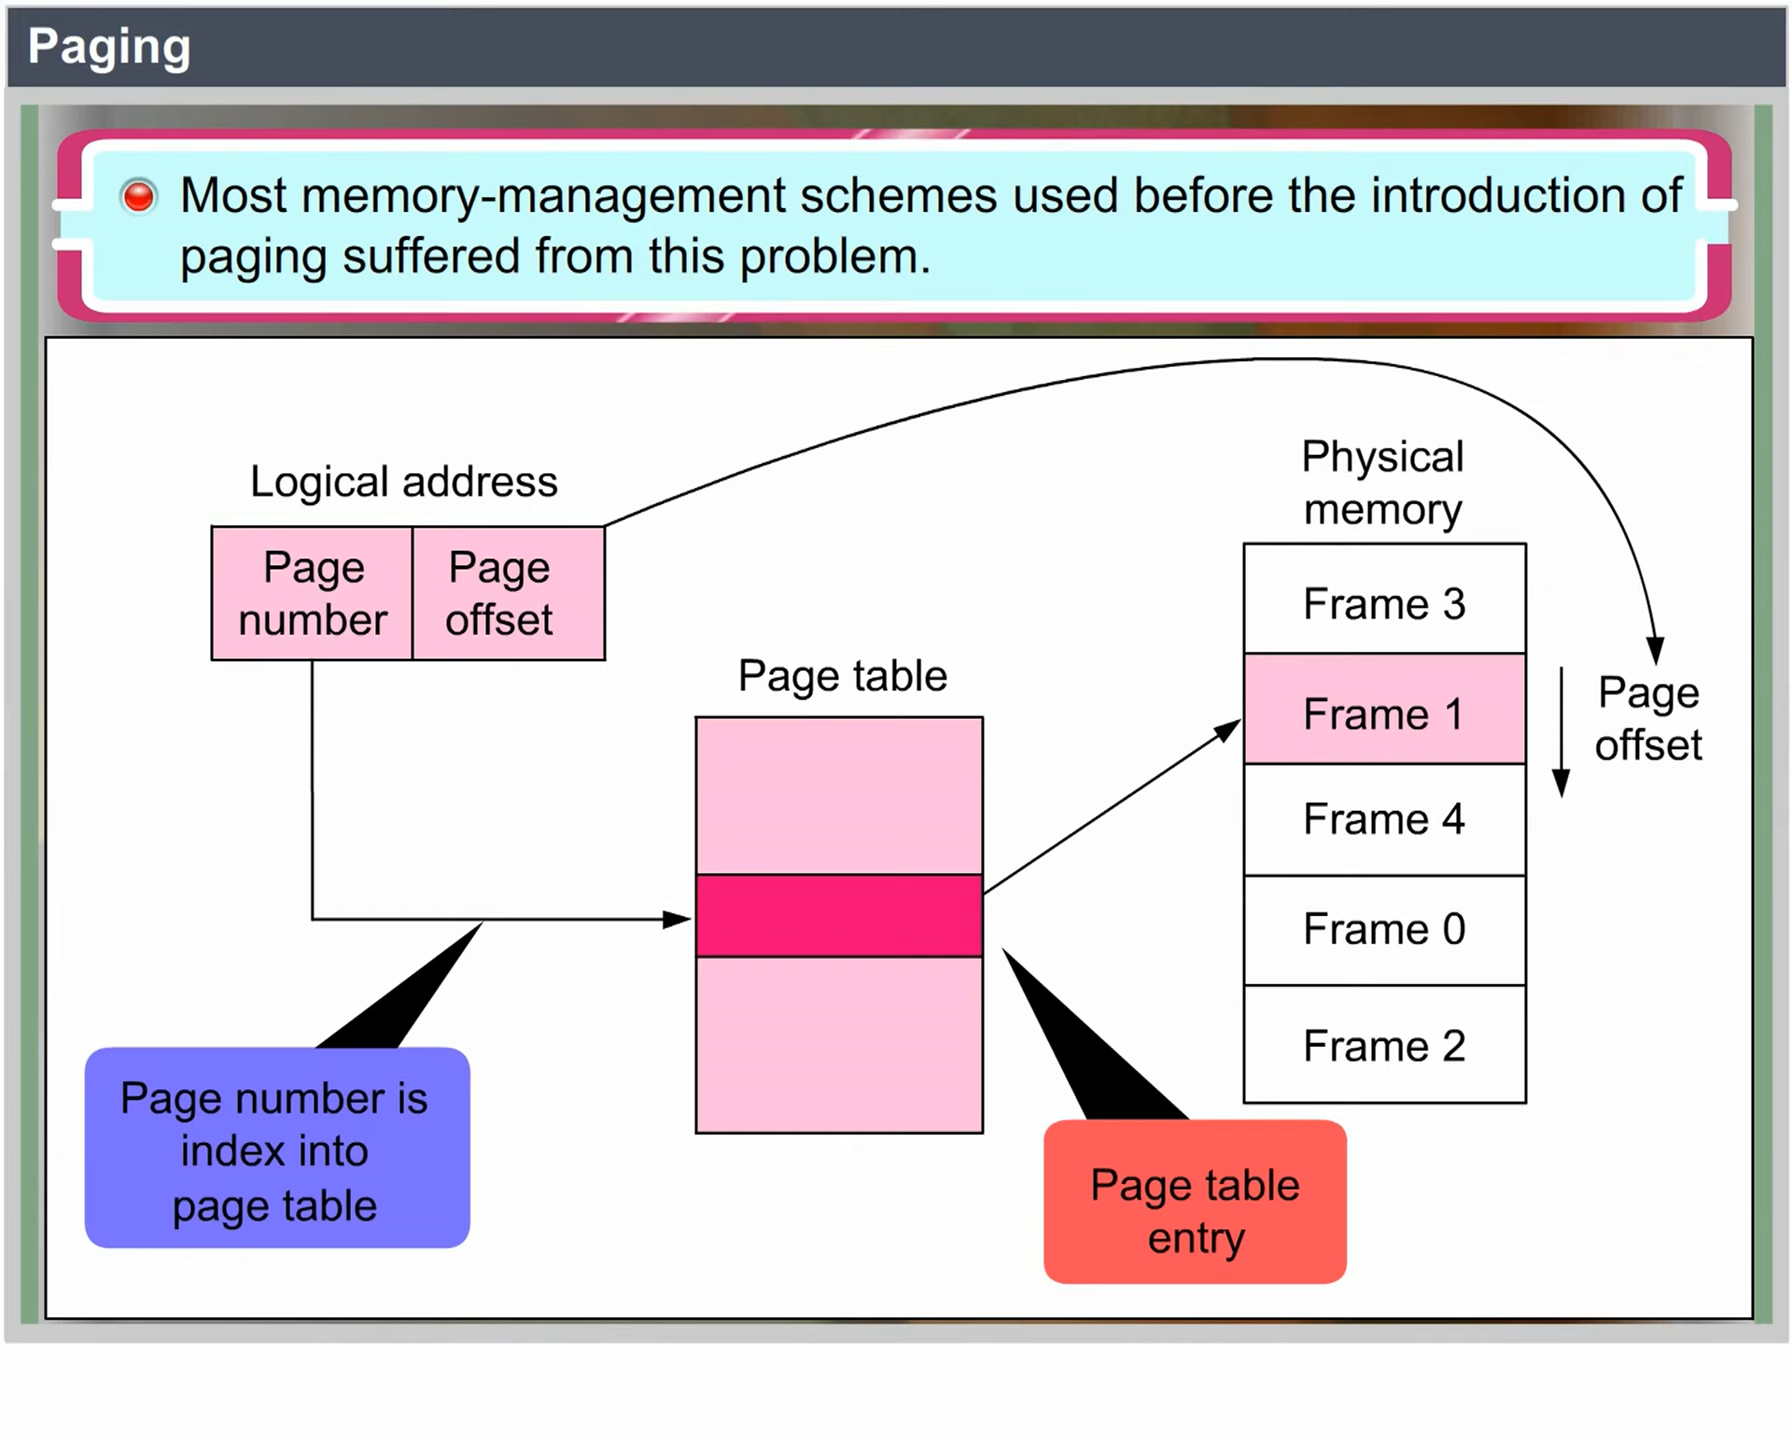 Paging
Most memory-management schemes used before the introduction of
paging suffered from this problem.
Logical address
Page
number
Page
offset
Page table
Physical
memory
Frame 3
Frame 1
Frame 4
Frame 0
Frame 2
Page
offset
Page number is
index into
page table
Page table
entry